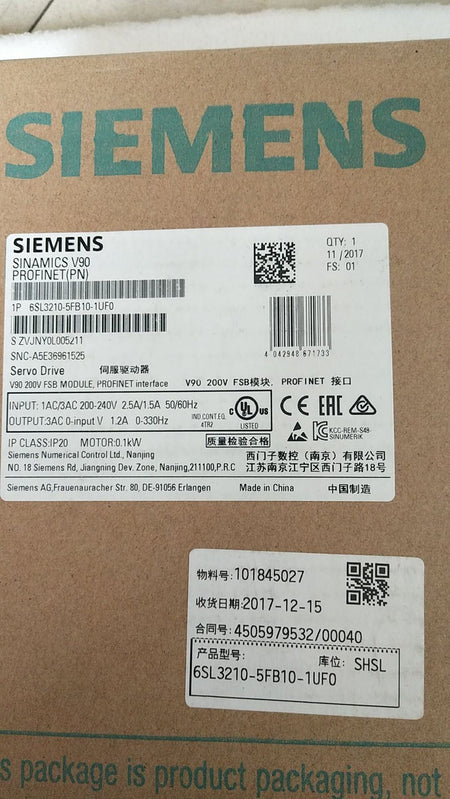 SIEMENS
SIEMENS
SINAMICS V90
PROFINET(PN)
QTY: 1
11 /2017
FS: 01
1P 6SL3210-5FB10-1UF0
S ZVJNY0L005211
SNC-A5E36961525
4 042948 671733
Servo Drive 伺服驱动器
V90 200V FSB MODULE, PROFINET interface V90 200V FSB模块, PROFINET 接口
INPUT: 1AC/3AC 200-240V 2.5A/1.5A 50/60Hz
OUTPUT:3AC 0-input V 1.2A 0-330Hz
IND.CONT.EQ.
4TR2
c UL us
LISTED
CE EAC
KCC-REM-S49-
SINUMERIK
IP CLASS:IP20 MOTOR:0.1kW
质量检验合格
Siemens Numerical Control Ltd., Nanjing
西门子数控（南京）有限公司
NO. 18 Siemens Rd, Jiangning Dev. Zone, Nanjing,211100,P.R.C
江苏南京江宁区西门子路18号
Siemens AG,Frauenauracher Str. 80, DE-91056 Erlangen Made in China 中国制造
物料号:101845027
收货日期:2017-12-15
合同号: 4505979532/00040
产品型号: 库位: SHSL
6SL3210-5FB10-1UF0
s package is product packaging, not